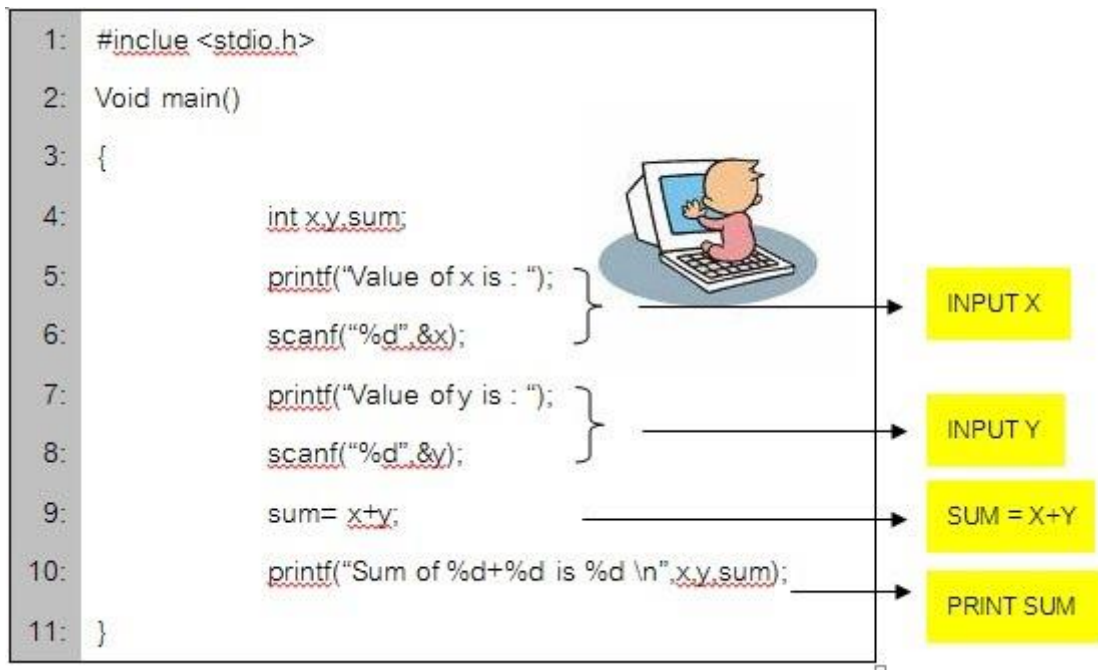 1: #inclue <stdio.h>
2: Void main()
3: {
4: int x,y,sum;
5: printf(“Value of x is : “);
6: scanf(“%d”,&x);
INPUT X
7: printf(“Value of y is : “);
8: scanf(“%d”,&y);
INPUT Y
9: sum= x+y;
SUM = X+Y
10: printf(“Sum of %d+%d is %d \n”,x,y,sum);
PRINT SUM
11: }